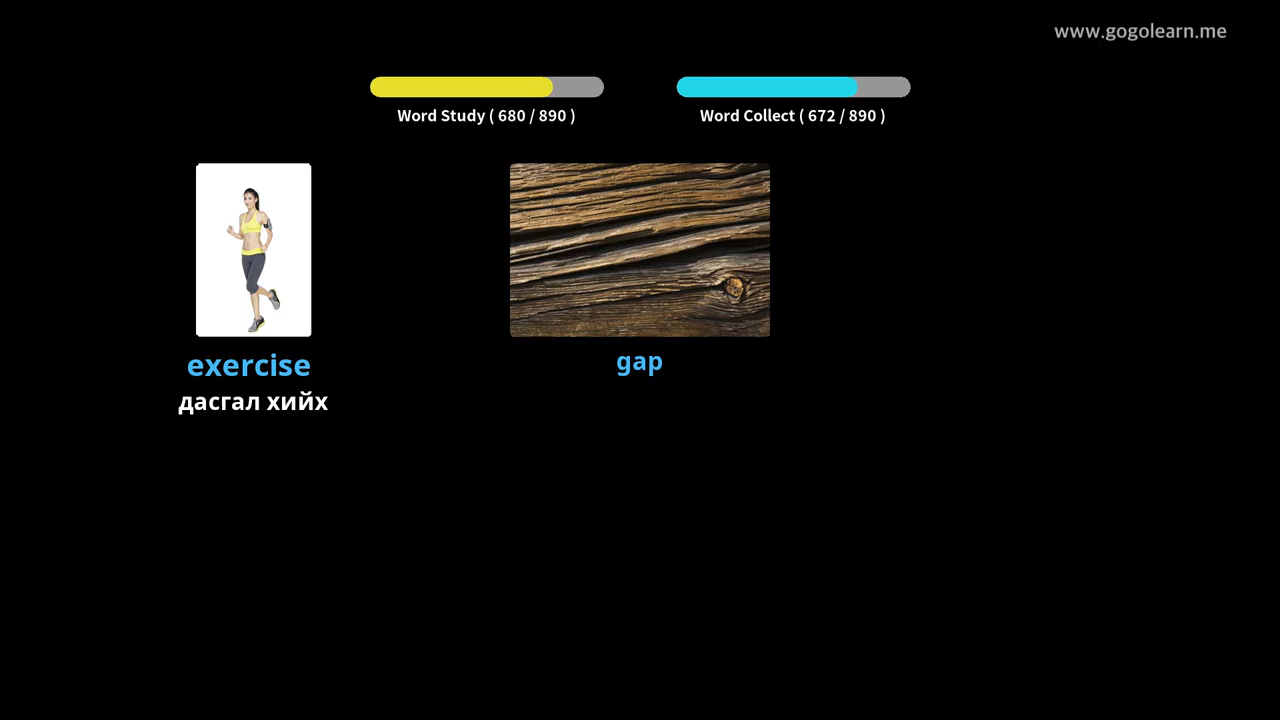 www.gogolearn.me
Word Study ( 680 / 890 )
Word Collect ( 672 / 890 )
exercise
дасгал хийх
gap